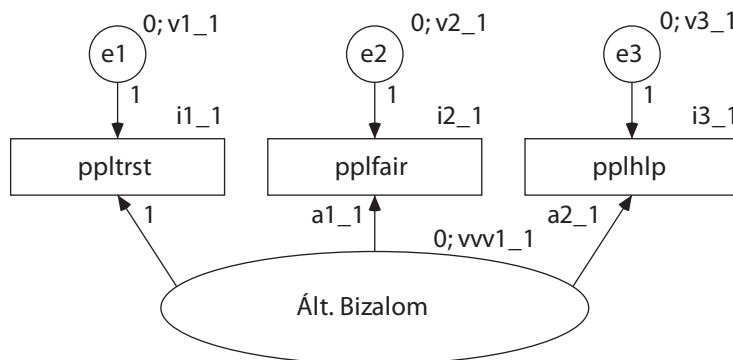 0; v1_1
0; v2_1
0; v3_1
e1
e2
e3
1
1
1
i1_1
i2_1
i3_1
ppltrst
pplfair
pplhlp
1
a1_1
a2_1
0; vvv1_1
Ált. Bizalom